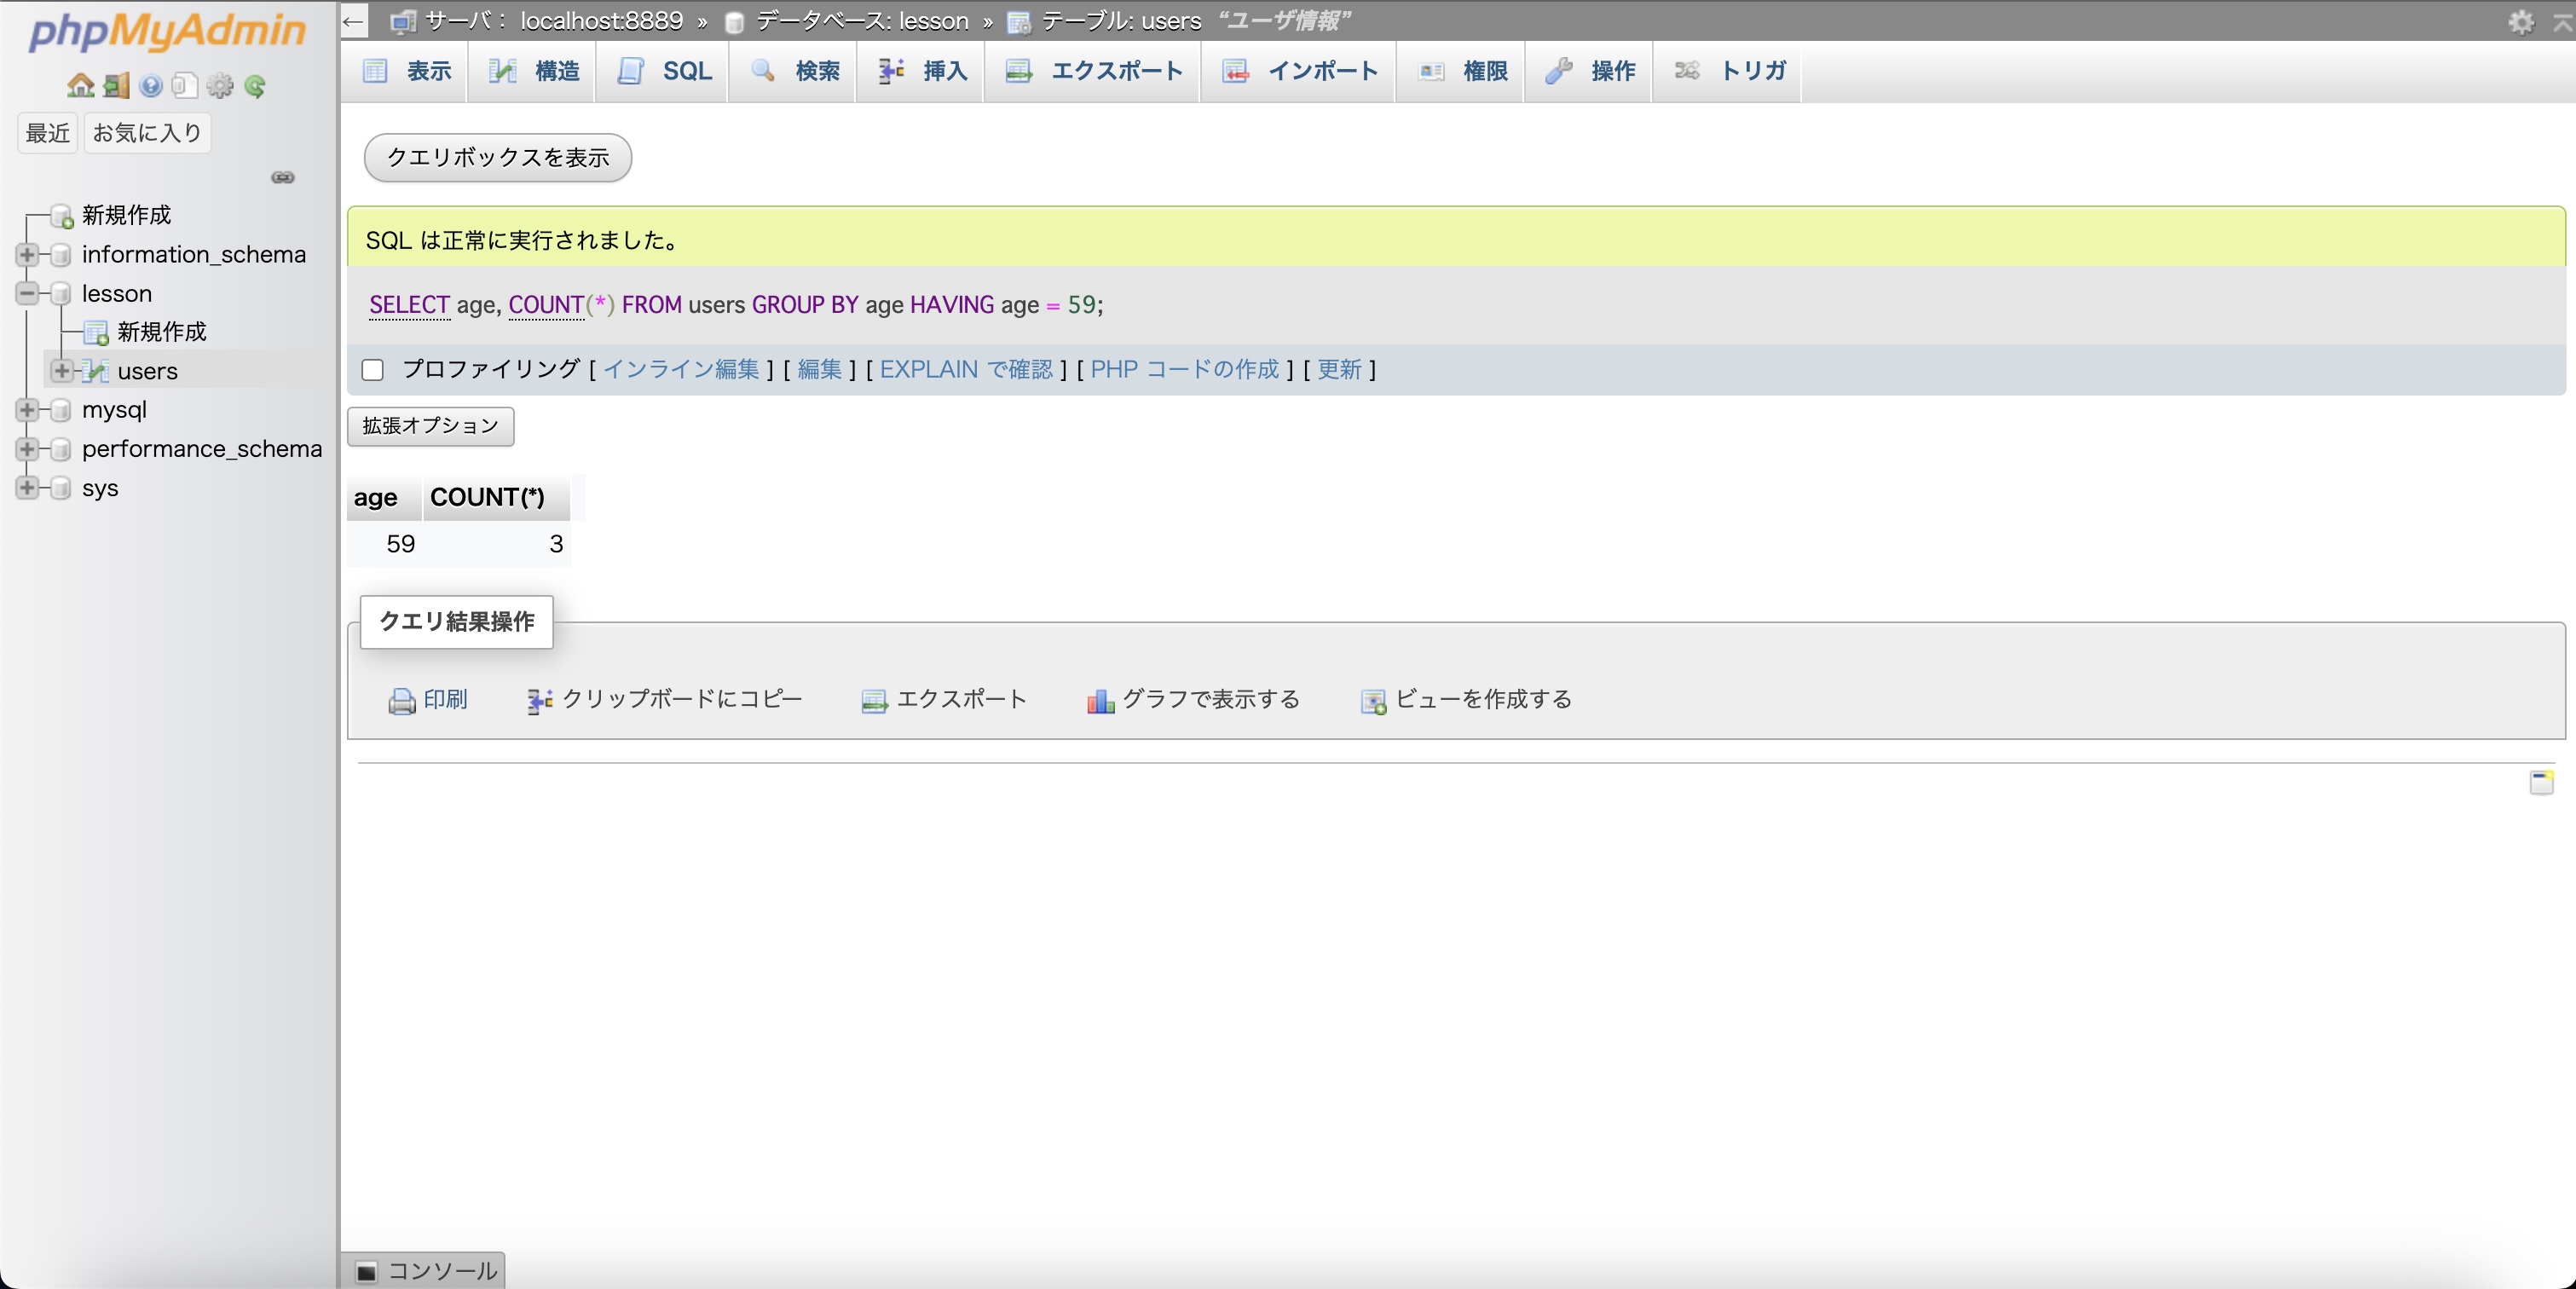 phpMyAdmin
最近 お気に入り
新規作成
information_schema
lesson
新規作成
users
mysql
performance_schema
sys
← サーバ： localhost:8889 » データベース: lesson » テーブル: users “ユーザ情報”
表示 構造 SQL 検索 挿入 エクスポート インポート 権限 操作 トリガ
クエリボックスを表示
SQL は正常に実行されました。
SELECT age, COUNT(*) FROM users GROUP BY age HAVING age = 59;
プロファイリング [ インライン編集 ] [ 編集 ] [ EXPLAIN で確認 ] [ PHP コードの作成 ] [ 更新 ]
拡張オプション
age COUNT(*)
59 3
クエリ結果操作
印刷 クリップボードにコピー エクスポート グラフで表示する ビューを作成する
コンソール